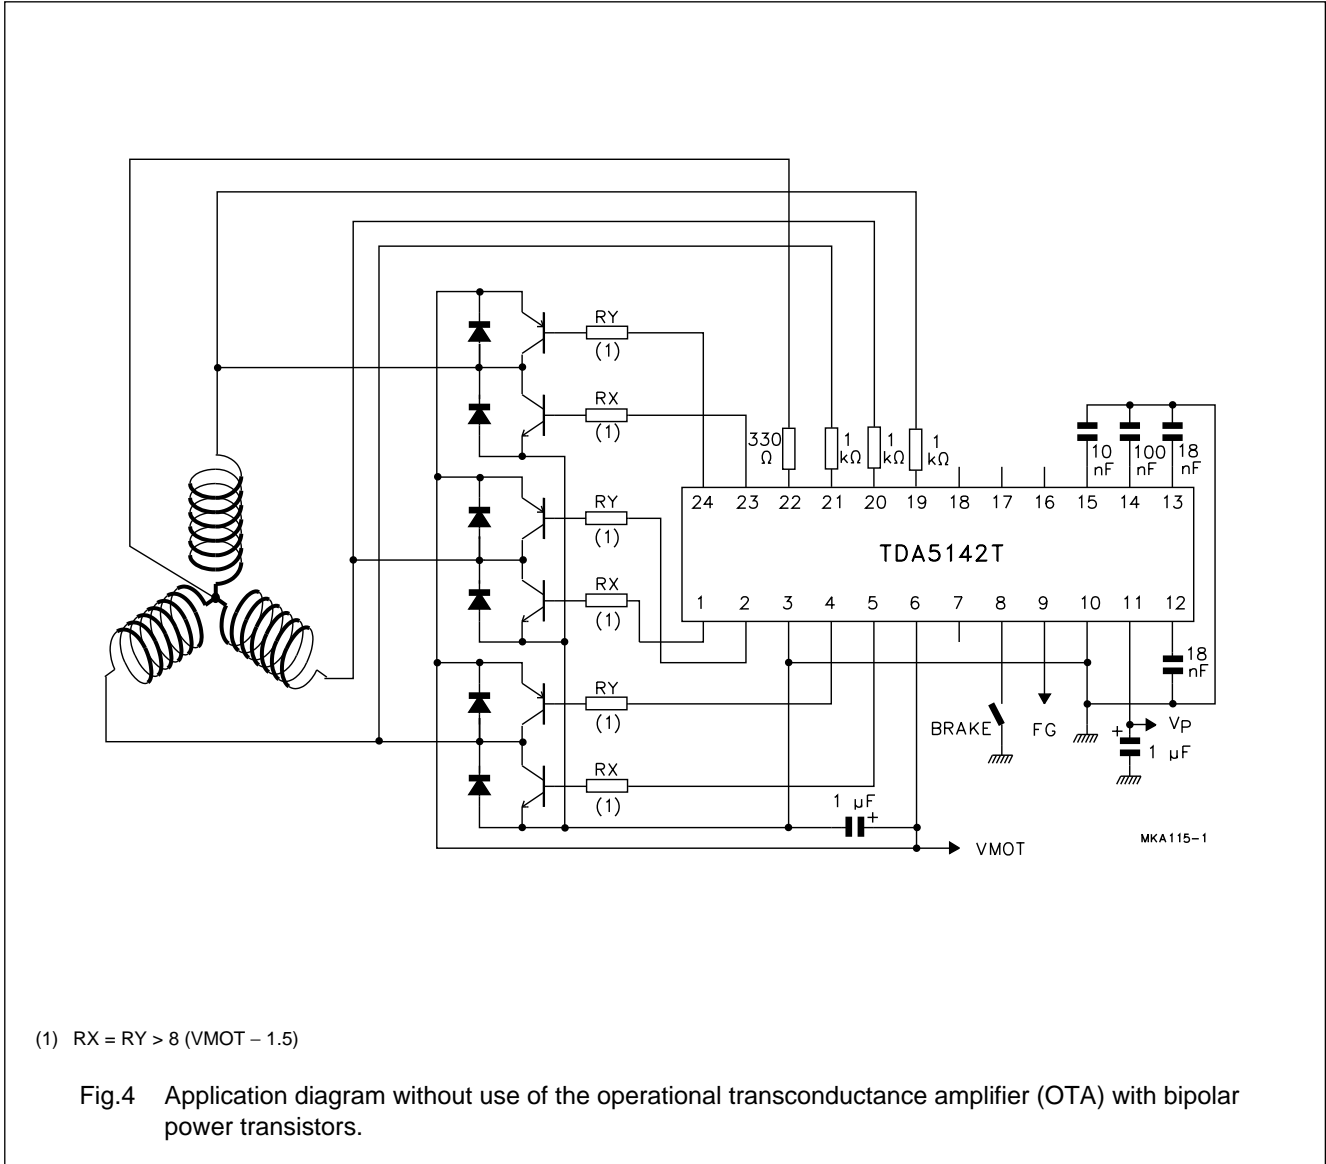 RY
(1)
RX
(1)
330 Ω
1 kΩ
1 kΩ
1 kΩ
10 nF
100 nF
18 nF
24 23 22 21 20 19 18 17 16 15 14 13
TDA5142T
1 2 3 4 5 6 7 8 9 10 11 12
RY
(1)
RX
(1)
18 nF
RY
(1)
RX
(1)
BRAKE
FG
+
VP
1 μF
1 μF
+
VMOT
MKA115-1
(1) RX = RY > 8 (VMOT − 1.5)
Fig.4 Application diagram without use of the operational transconductance amplifier (OTA) with bipolar
power transistors.